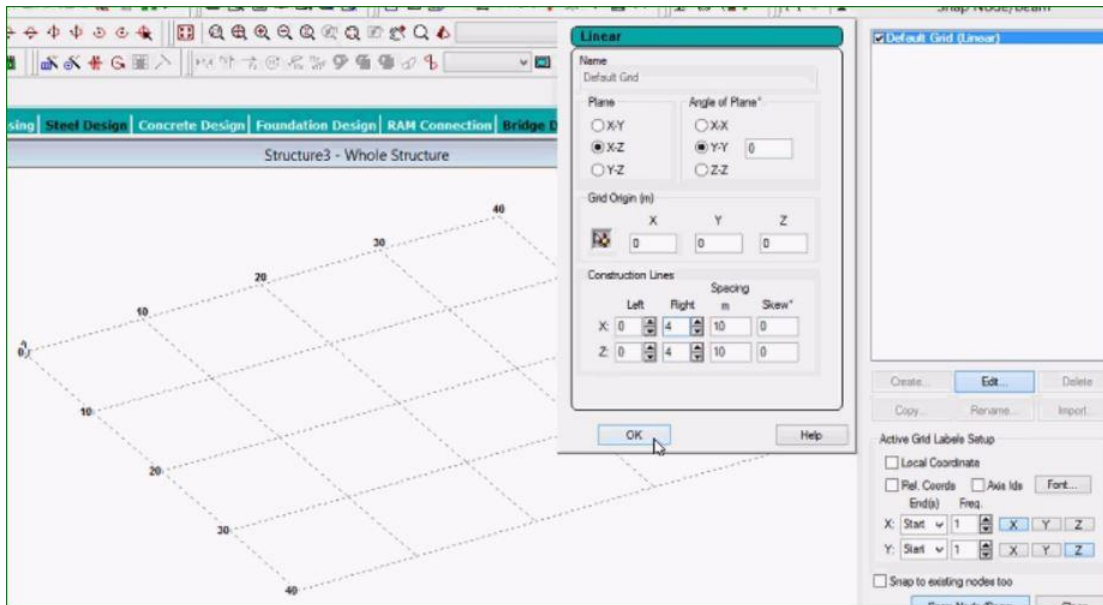 Snap Node/Beam
Linear
Default Grid (Linear)
Name
Default Grid
Plane
Angle of Plane°
X-Y
X-X
X-Z
Y-Y 0
Y-Z
Z-Z
Grid Origin (m)
X Y Z
0 0 0
Construction Lines
Spacing
Left Right m Skew°
X: 0 4 10 0
Z: 0 4 10 0
OK Help
sing Steel Design Concrete Design Foundation Design RAM Connection Bridge D
Structure3 - Whole Structure
40
30
20
10
0
10
20
30
40
Create... Edit... Delete
Copy... Rename... Import...
Active Grid Labels Setup
Local Coordinate
Rel. Coords Axis Ids Font...
End(s) Freq.
X: Start 1 X Y Z
Y: Start 1 X Y Z
Snap to existing nodes too
Snap Node/Beam Close